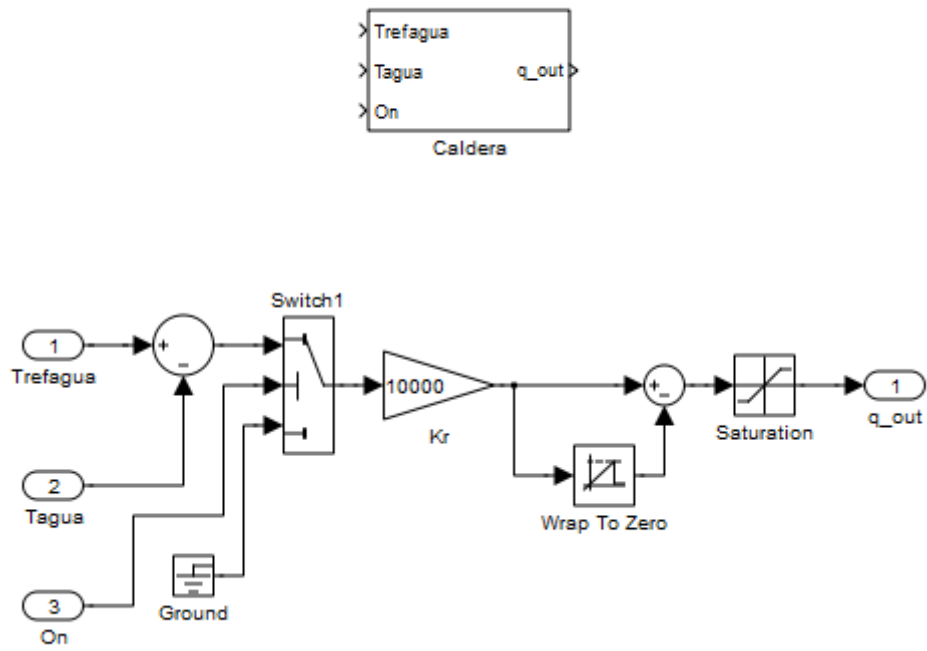 Trefagua
Tagua q_out
On
Caldera
Switch1
1
Trefagua
+
-
10000
Kr
+
-
Saturation
1
q_out
2
Tagua
Wrap To Zero
3
On
Ground